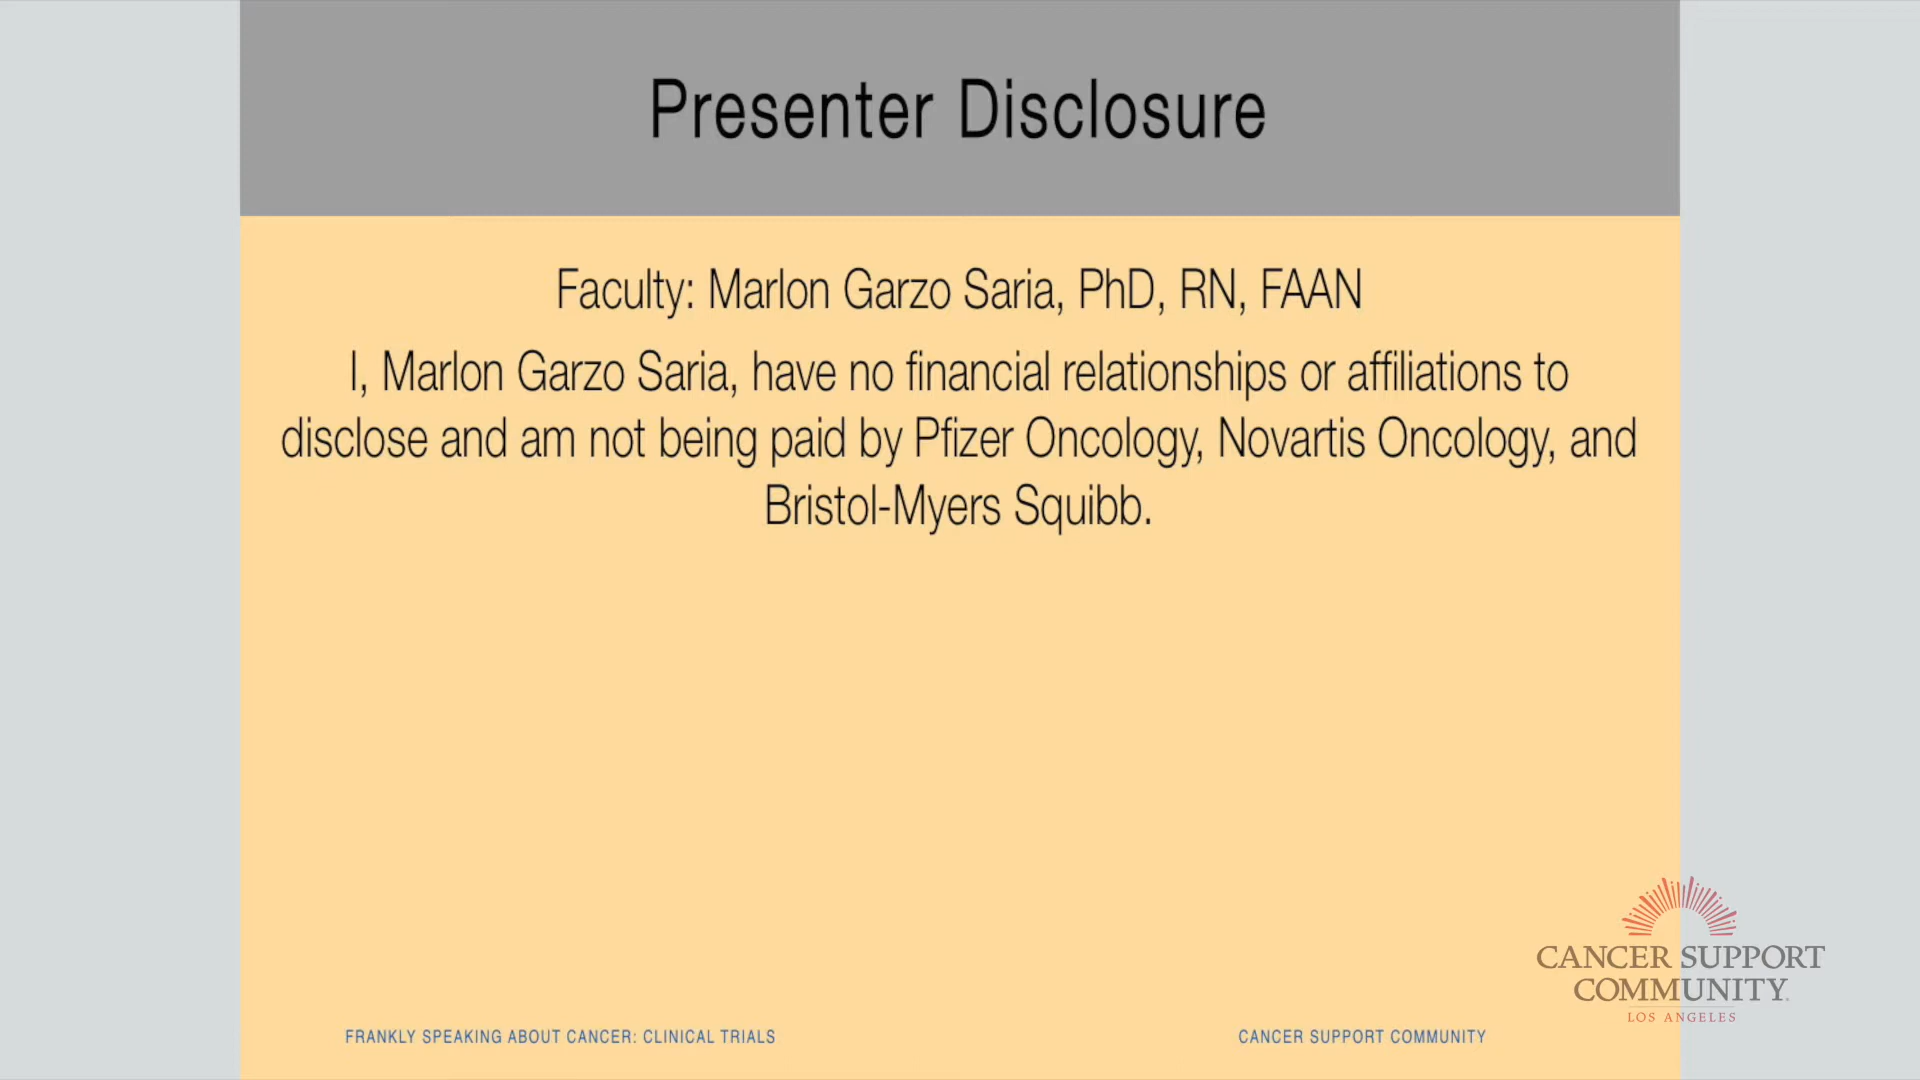 Presenter Disclosure
Faculty: Marlon Garzo Saria, PhD, RN, FAAN
I, Marlon Garzo Saria, have no financial relationships or affiliations to
disclose and am not being paid by Pfizer Oncology, Novartis Oncology, and
Bristol-Myers Squibb.
CANCER SUPPORT
COMMUNITY
LOS ANGELES
FRANKLY SPEAKING ABOUT CANCER: CLINICAL TRIALS
CANCER SUPPORT COMMUNITY